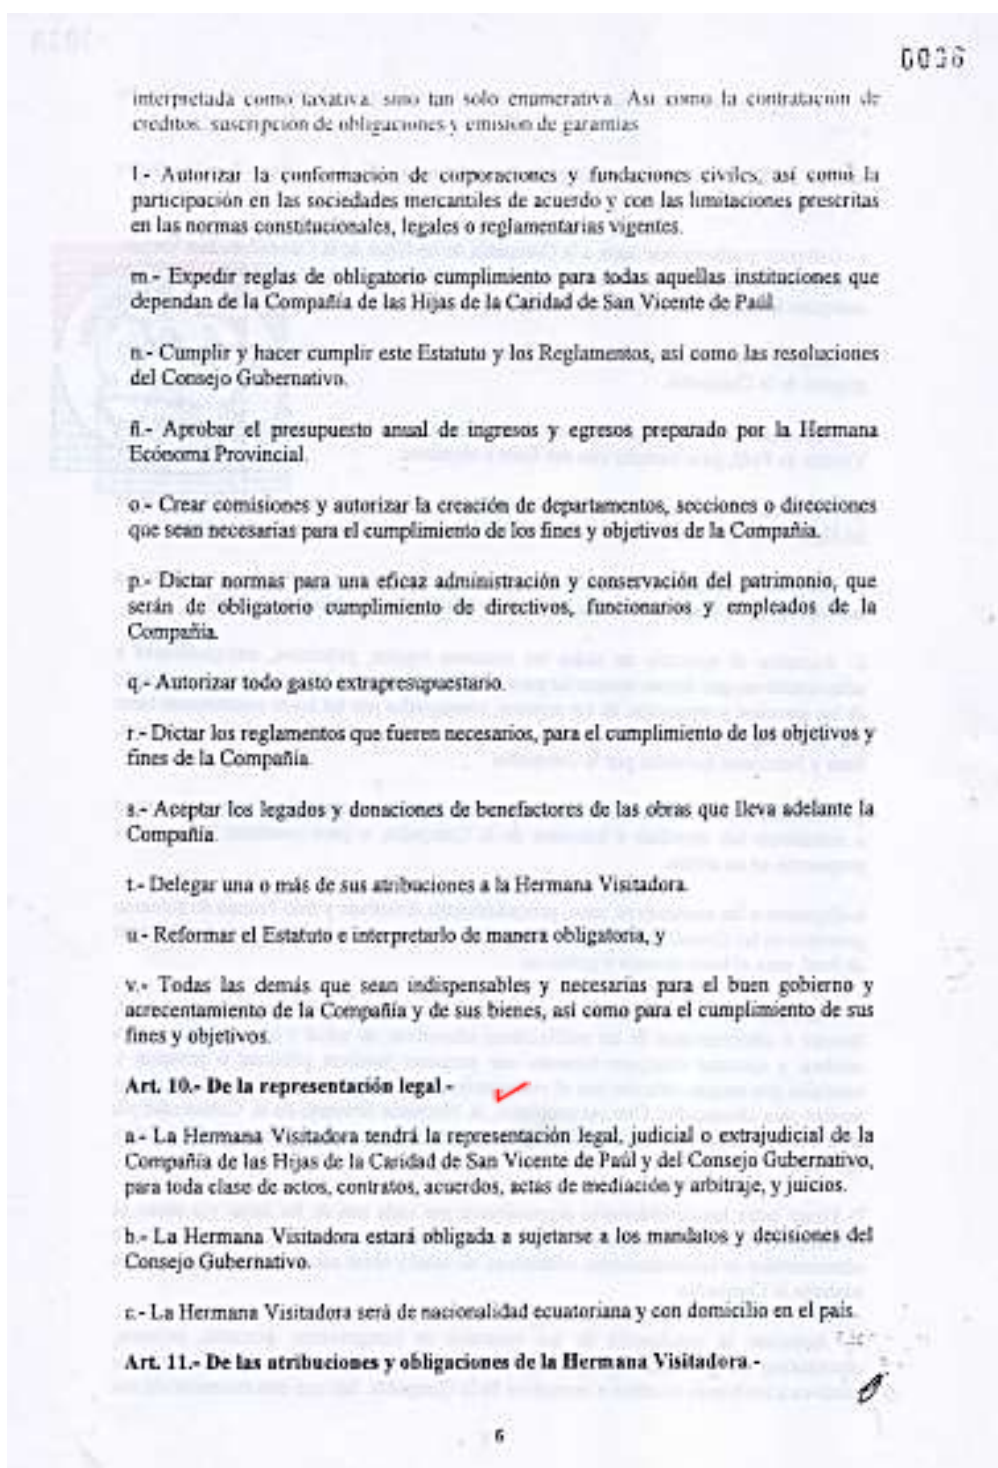 0036
interpretada como taxativa, sino tan solo enumerativa. Así como la contratación de
créditos, suscripción de obligaciones y emisión de garantías
l.- Autorizar la conformación de corporaciones y fundaciones civiles, así como la
participación en las sociedades mercantiles de acuerdo y con las limitaciones prescritas
en las normas constitucionales, legales o reglamentarias vigentes.
m.- Expedir reglas de obligatorio cumplimiento para todas aquellas instituciones que
dependan de la Compañía de las Hijas de la Caridad de San Vicente de Paúl.
n.- Cumplir y hacer cumplir este Estatuto y los Reglamentos, así como las resoluciones
del Consejo Gubernativo.
ñ.- Aprobar el presupuesto anual de ingresos y egresos preparado por la Hermana
Ecónoma Provincial.
o.- Crear comisiones y autorizar la creación de departamentos, secciones o direcciones
que sean necesarias para el cumplimiento de los fines y objetivos de la Compañía.
p.- Dictar normas para una eficaz administración y conservación del patrimonio, que
serán de obligatorio cumplimiento de directivos, funcionarios y empleados de la
Compañía.
q.- Autorizar todo gasto extrapresupuestario.
r.- Dictar los reglamentos que fueren necesarios, para el cumplimiento de los objetivos y
fines de la Compañía.
s.- Aceptar los legados y donaciones de benefactores de las obras que lleva adelante la
Compañía.
t.- Delegar una o más de sus atribuciones a la Hermana Visitadora.
u.- Reformar el Estatuto e interpretarlo de manera obligatoria, y
v.- Todas las demás que sean indispensables y necesarias para el buen gobierno y
acrecentamiento de la Compañía y de sus bienes, así como para el cumplimiento de sus
fines y objetivos.
Art. 10.- De la representación legal.-
a.- La Hermana Visitadora tendrá la representación legal, judicial o extrajudicial de la
Compañía de las Hijas de la Caridad de San Vicente de Paúl y del Consejo Gubernativo,
para toda clase de actos, contratos, acuerdos, actas de mediación y arbitraje, y juicios.
b.- La Hermana Visitadora estará obligada a sujetarse a los mandatos y decisiones del
Consejo Gubernativo.
c.- La Hermana Visitadora será de nacionalidad ecuatoriana y con domicilio en el país.
Art. 11.- De las atribuciones y obligaciones de la Hermana Visitadora.-
6